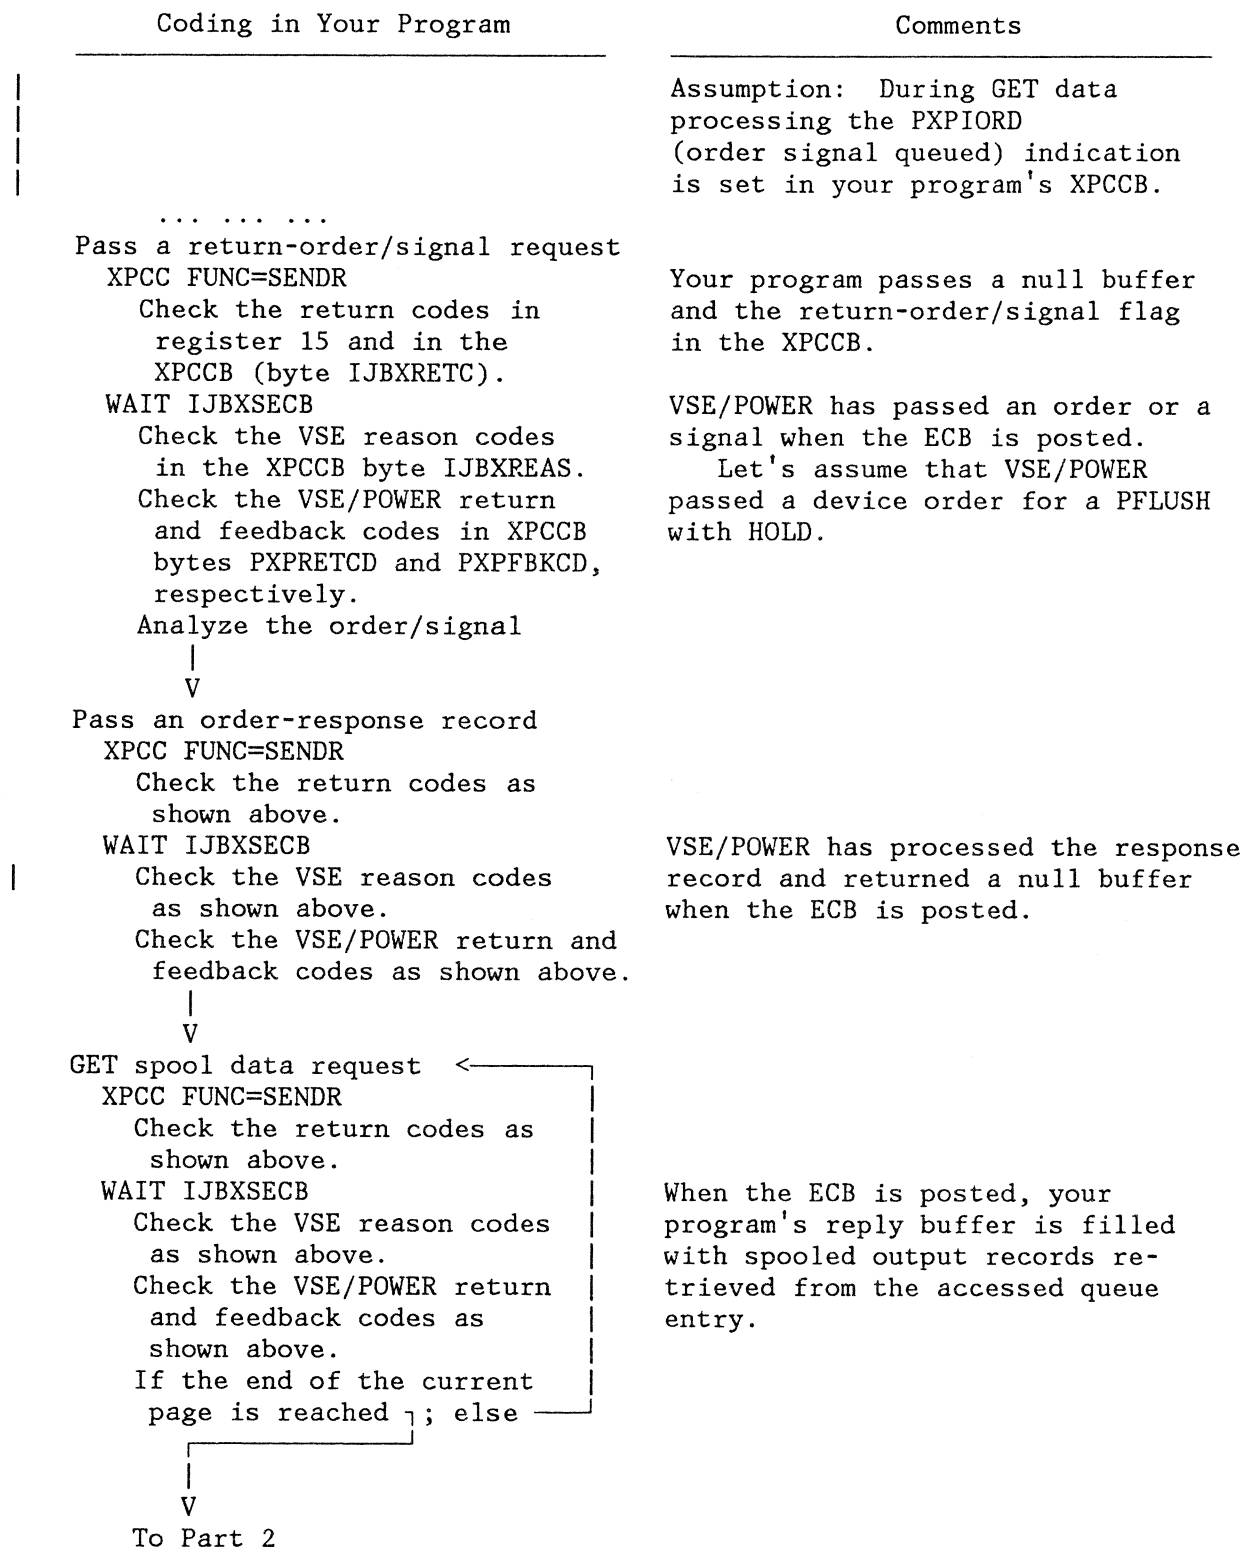 Coding in Your Program
Comments
Assumption: During GET data
processing the PXPIORD
(order signal queued) indication
is set in your program's XPCCB.
... ... ...
Pass a return-order/signal request
XPCC FUNC=SENDR
Check the return codes in
register 15 and in the
XPCCB (byte IJBXRETC).
Your program passes a null buffer
and the return-order/signal flag
in the XPCCB.
WAIT IJBXSECB
Check the VSE reason codes
in the XPCCB byte IJBXREAS.
Check the VSE/POWER return
and feedback codes in XPCCB
bytes PXPRETCD and PXPFBKCD,
respectively.
Analyze the order/signal
VSE/POWER has passed an order or a
signal when the ECB is posted.
Let's assume that VSE/POWER
passed a device order for a PFLUSH
with HOLD.
V
Pass an order-response record
XPCC FUNC=SENDR
Check the return codes as
shown above.
WAIT IJBXSECB
Check the VSE reason codes
as shown above.
Check the VSE/POWER return and
feedback codes as shown above.
VSE/POWER has processed the response
record and returned a null buffer
when the ECB is posted.
V
GET spool data request <
XPCC FUNC=SENDR
Check the return codes as
shown above.
WAIT IJBXSECB
Check the VSE reason codes
as shown above.
Check the VSE/POWER return
and feedback codes as
shown above.
If the end of the current
page is reached ; else
When the ECB is posted, your
program's reply buffer is filled
with spooled output records re-
trieved from the accessed queue
entry.
V
To Part 2